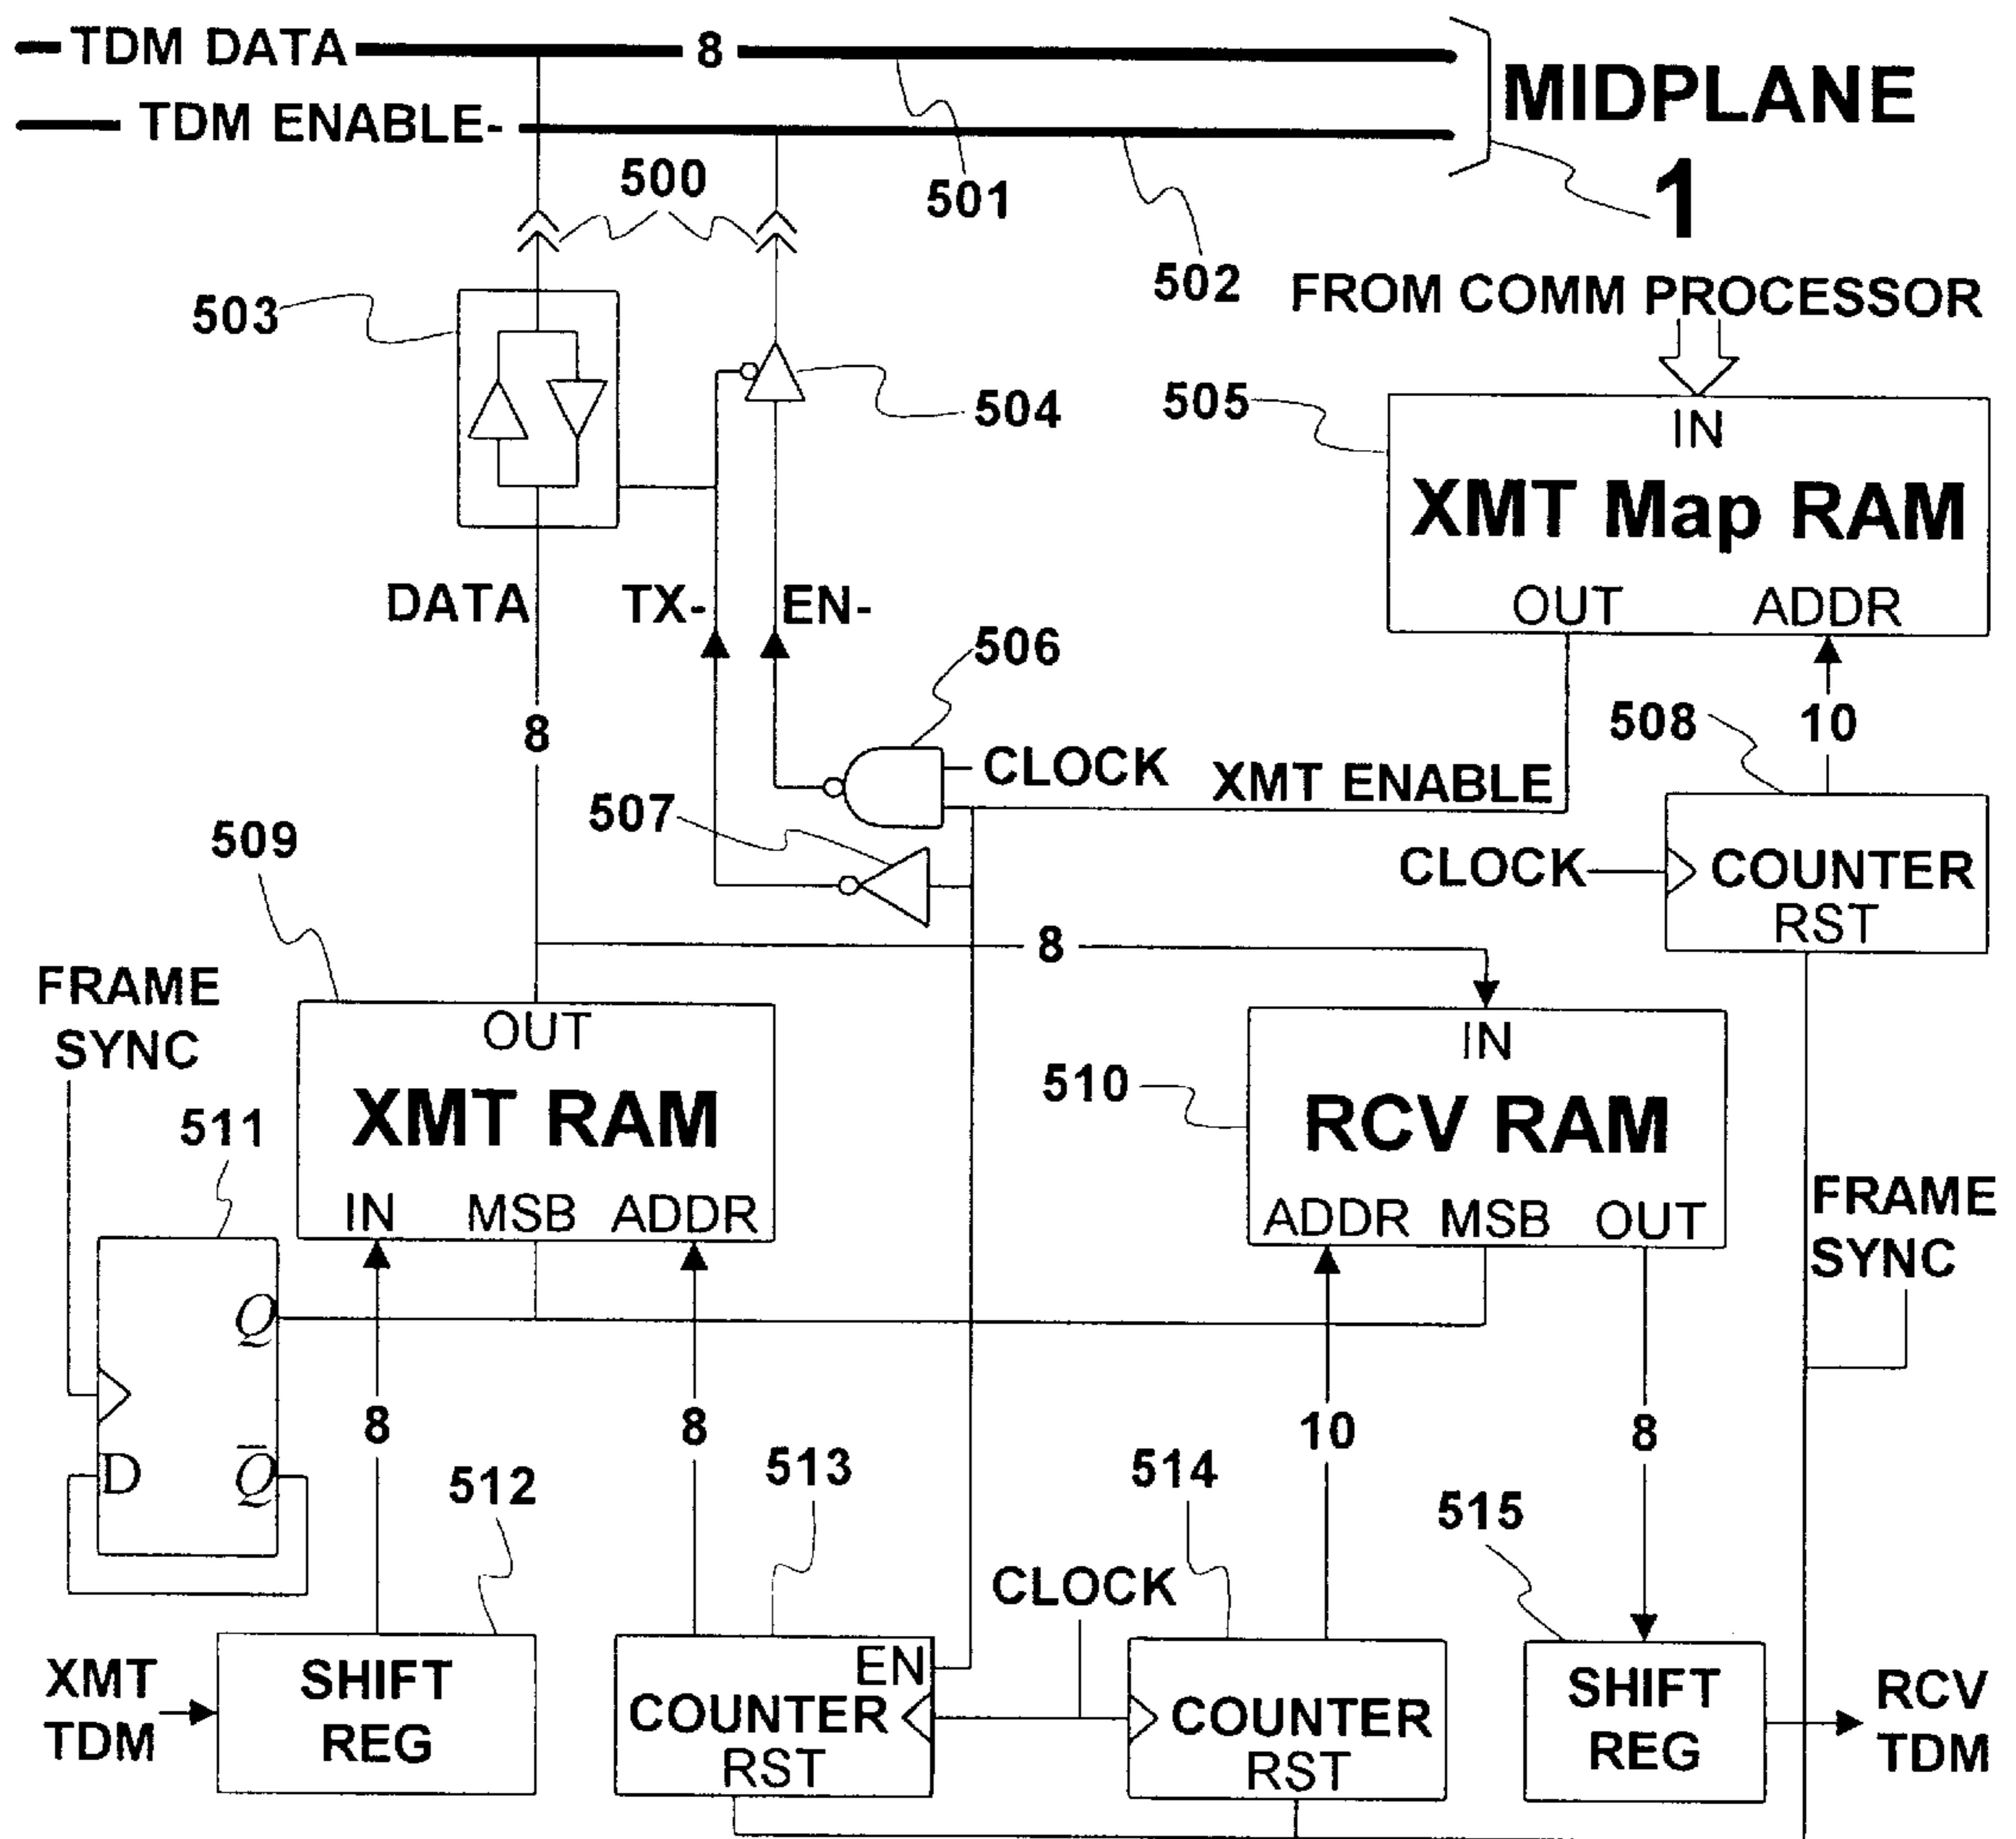 TDM DATA 8
TDM ENABLE-
MIDPLANE
1
500
501
502
503
504
FROM COMM PROCESSOR
505
IN
XMT Map RAM
OUT ADDR
DATA TX- EN-
506
8
508 10
CLOCK
XMT ENABLE
507
509
CLOCK
COUNTER
RST
8
FRAME
SYNC
OUT
XMT RAM
IN MSB ADDR
510
IN
RCV RAM
ADDR MSB OUT
FRAME
SYNC
511
Q
D Q̅
8
8
10
8
512
513
514
515
CLOCK
XMT
TDM
SHIFT
REG
EN
COUNTER
RST
COUNTER
RST
SHIFT
REG
RCV
TDM